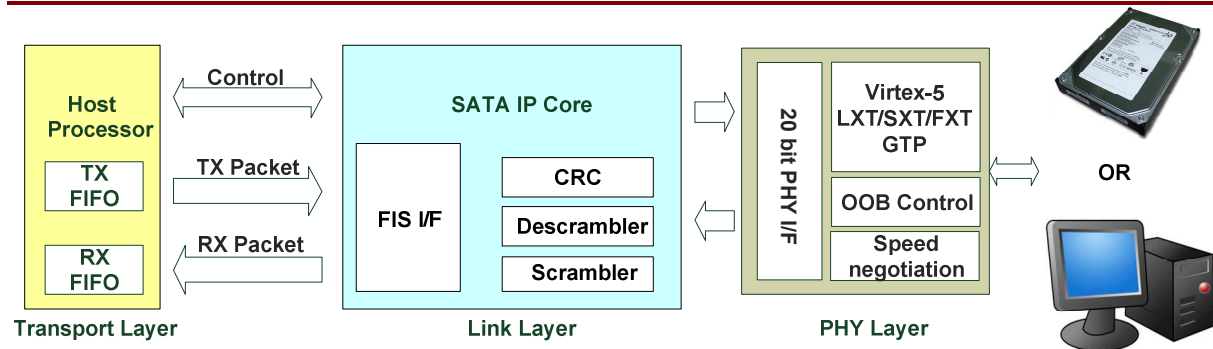 Host
Processor
TX
FIFO
RX
FIFO
Transport Layer
Control
TX Packet
RX Packet
SATA IP Core
FIS I/F
CRC
Descrambler
Scrambler
Link Layer
20 bit PHY I/F
Virtex-5
LXT/SXT/FXT
GTP
OOB Control
Speed
negotiation
PHY Layer
OR